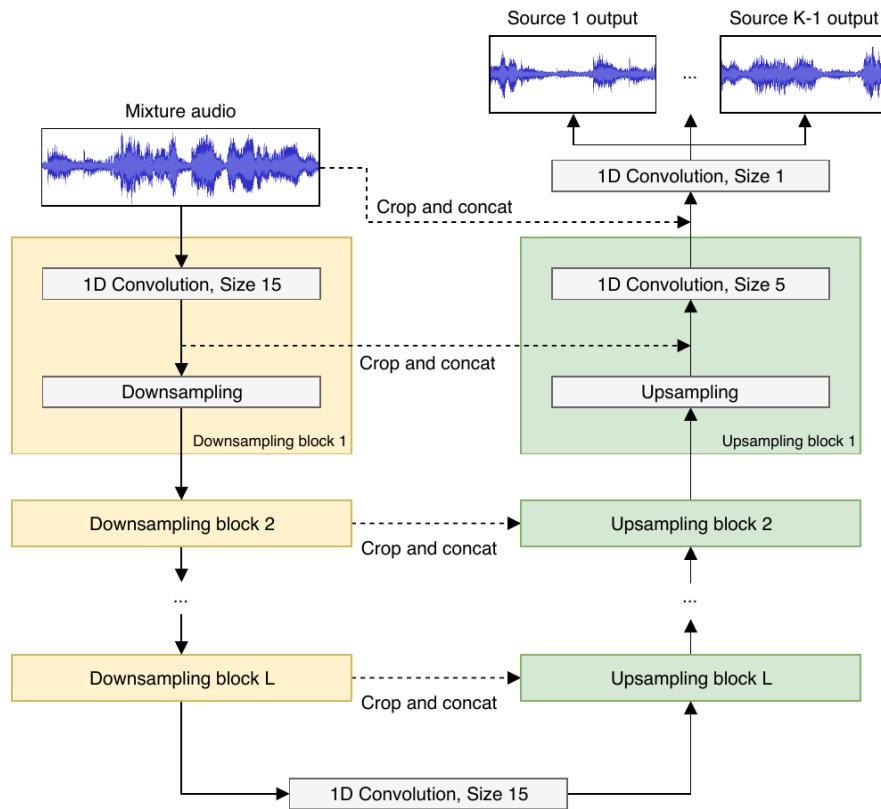 Source 1 output
Source K-1 output
...
Mixture audio
1D Convolution, Size 1
Crop and concat
1D Convolution, Size 15
1D Convolution, Size 5
Crop and concat
Downsampling
Upsampling
Downsampling block 1
Upsampling block 1
Downsampling block 2
Upsampling block 2
Crop and concat
...
...
Downsampling block L
Upsampling block L
Crop and concat
1D Convolution, Size 15